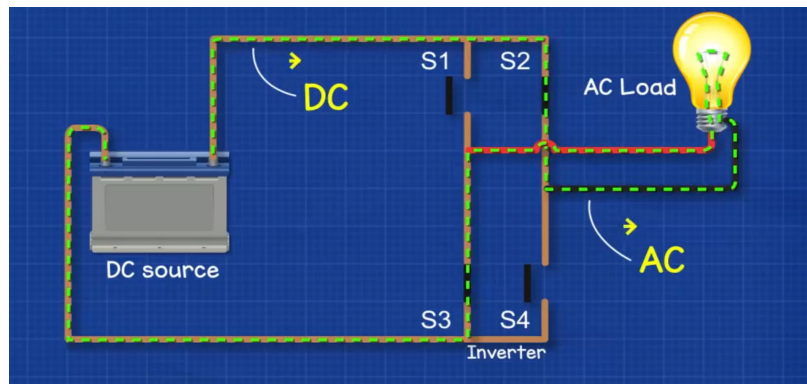 S1
S2
DC
AC Load
DC source
AC
S3
S4
Inverter